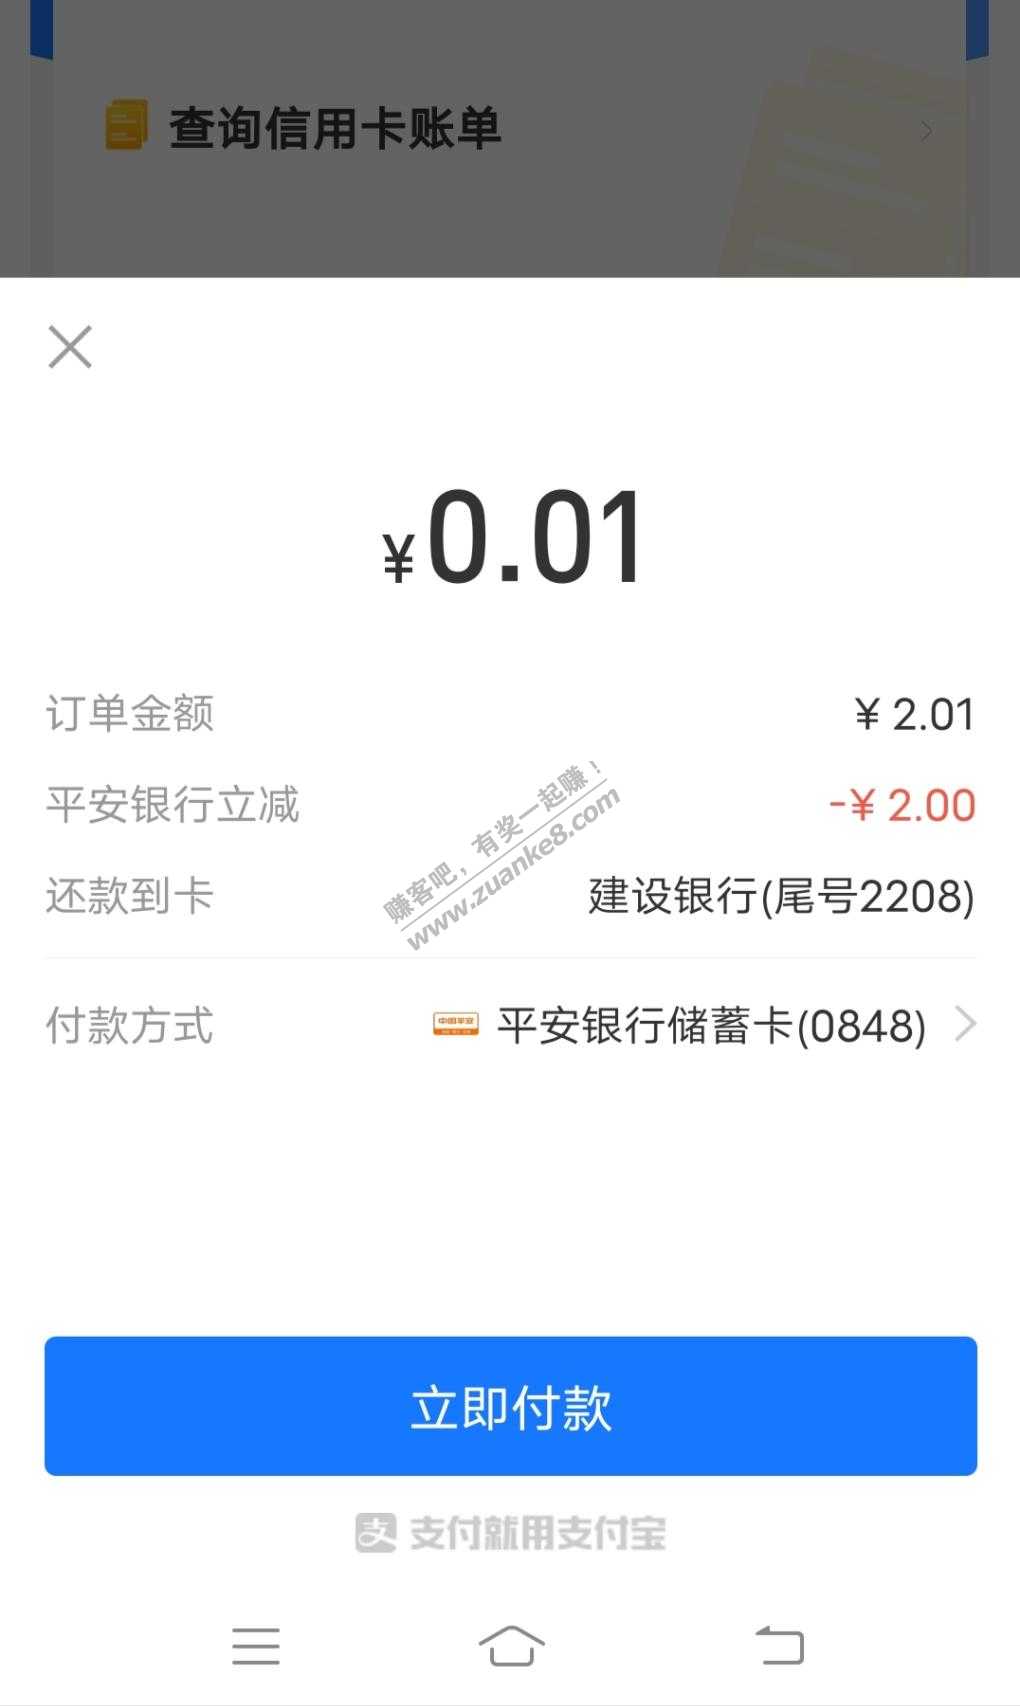 查询信用卡账单
¥0.01
订单金额 ¥ 2.01
平安银行立减 -¥ 2.00
还款到卡 建设银行(尾号2208)
赚客吧，有奖一起赚！
www.zuanke8.com
付款方式 平安银行储蓄卡(0848)
立即付款
支 支付就用支付宝